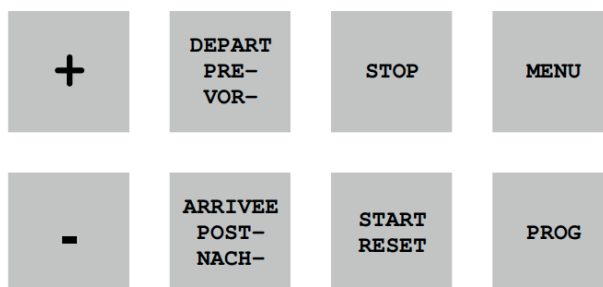 +
DEPART
PRE-
VOR-
STOP
MENU
-
ARRIVEE
POST-
NACH-
START
RESET
PROG